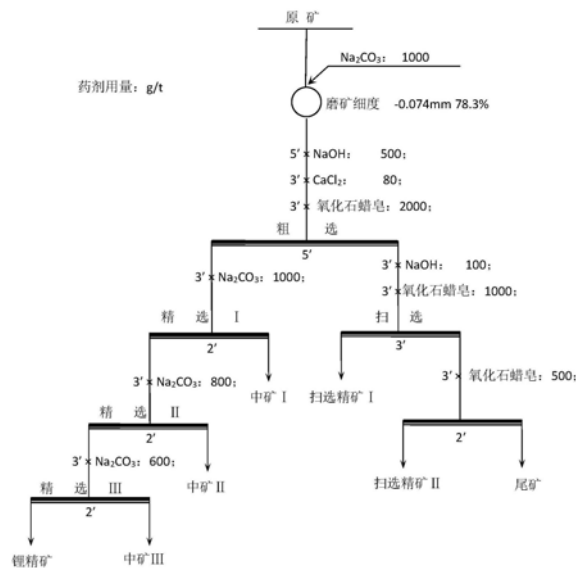 原 矿
Na₂CO₃： 1000
药剂用量：g/t
磨矿细度 -0.074mm 78.3%
5′ NaOH： 500；
3′ CaCl₂： 80；
3′ 氧化石蜡皂：2000；
粗 选
5′
3′ Na₂CO₃：1000；
3′ NaOH： 100；
3′ 氧化石蜡皂：1000；
精 选 Ⅰ
2′
扫 选
3′
3′ Na₂CO₃：800；
中矿Ⅰ
扫选精矿Ⅰ
3′ 氧化石蜡皂：500；
精 选 Ⅱ
2′
2′
3′ Na₂CO₃：600；
中矿Ⅱ
扫选精矿Ⅱ
尾矿
精 选 Ⅲ
2′
锂精矿
中矿Ⅲ